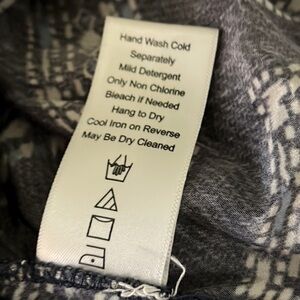 Hand Wash Cold
Separately
Mild Detergent
Only Non Chlorine
Bleach if Needed
Hang to Dry
Cool Iron on Reverse
May Be Dry Cleaned